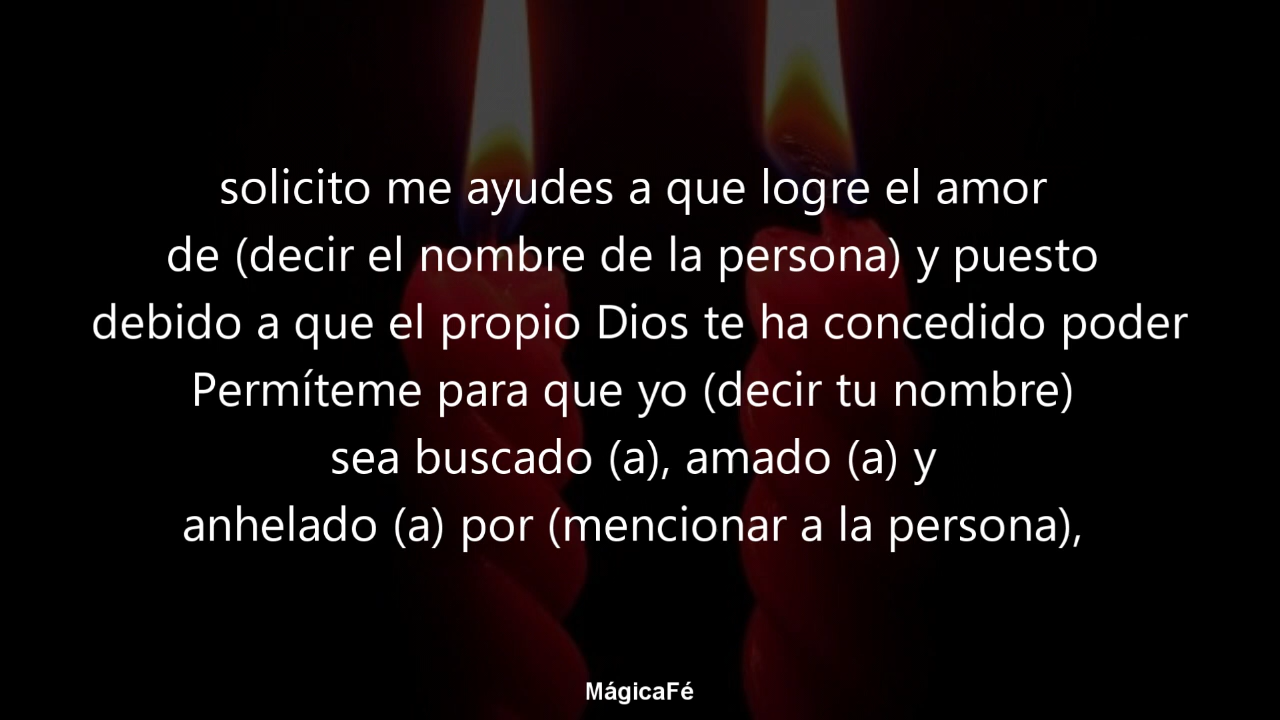 solicito me ayudes a que logre el amor
de (decir el nombre de la persona) y puesto
debido a que el propio Dios te ha concedido poder
Permíteme para que yo (decir tu nombre)
sea buscado (a), amado (a) y
anhelado (a) por (mencionar a la persona),
MágicaFé